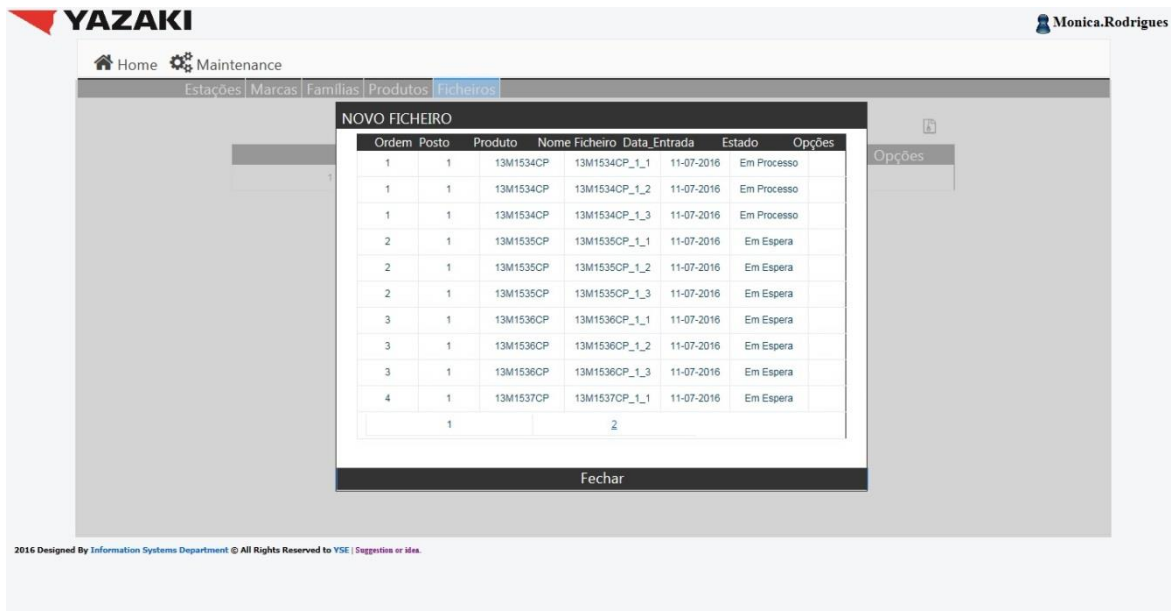 YAZAKI
Monica.Rodrigues
Home Maintenance
Estações Marcas Famílias Produtos Ficheiros
NOVO FICHEIRO
Ordem Posto Produto Nome Ficheiro Data_Entrada Estado Opções
Opções
1 1 13M1534CP 13M1534CP_1_1 11-07-2016 Em Processo
1
1 1 13M1534CP 13M1534CP_1_2 11-07-2016 Em Processo
1 1 13M1534CP 13M1534CP_1_3 11-07-2016 Em Processo
2 1 13M1535CP 13M1535CP_1_1 11-07-2016 Em Espera
2 1 13M1535CP 13M1535CP_1_2 11-07-2016 Em Espera
2 1 13M1535CP 13M1535CP_1_3 11-07-2016 Em Espera
3 1 13M1536CP 13M1536CP_1_1 11-07-2016 Em Espera
3 1 13M1536CP 13M1536CP_1_2 11-07-2016 Em Espera
3 1 13M1536CP 13M1536CP_1_3 11-07-2016 Em Espera
4 1 13M1537CP 13M1537CP_1_1 11-07-2016 Em Espera
1 2
Fechar
2016 Designed By Information Systems Department © All Rights Reserved to YSE | Suggestion or idea.